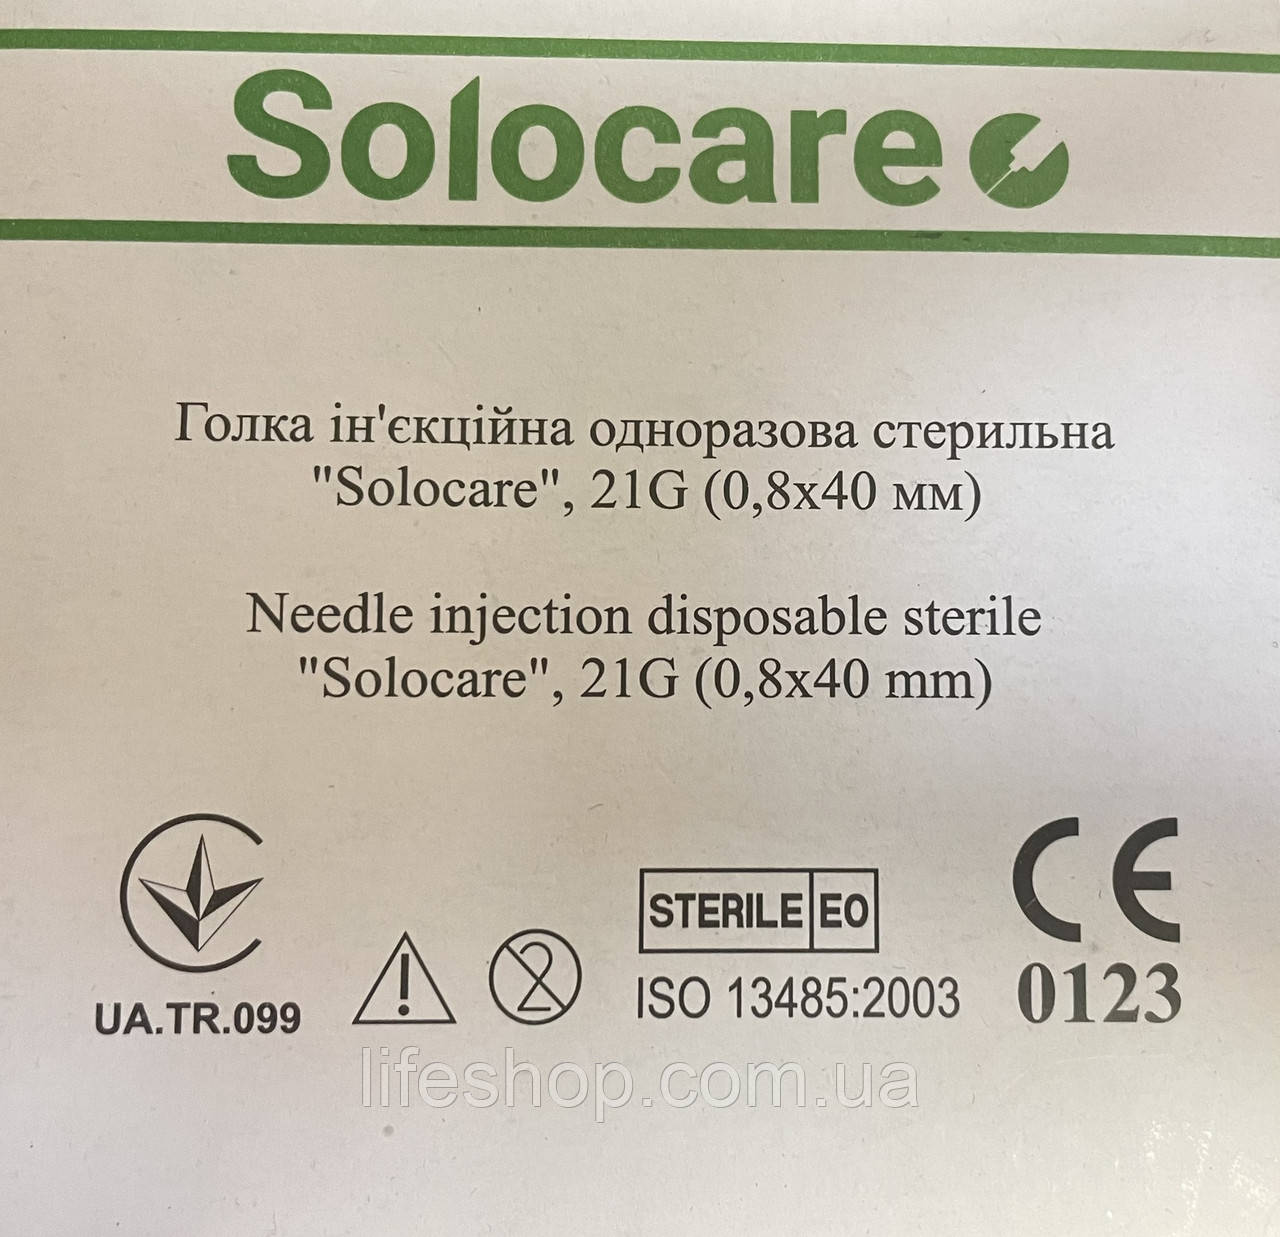 Solocare
Голка ін'єкційна одноразова стерильна
"Solocare", 21G (0,8x40 мм)
Needle injection disposable sterile
"Solocare", 21G (0,8x40 mm)
STERILE EO
CE
2
UA.TR.099
ISO 13485:2003
0123
lifeshop.com.ua